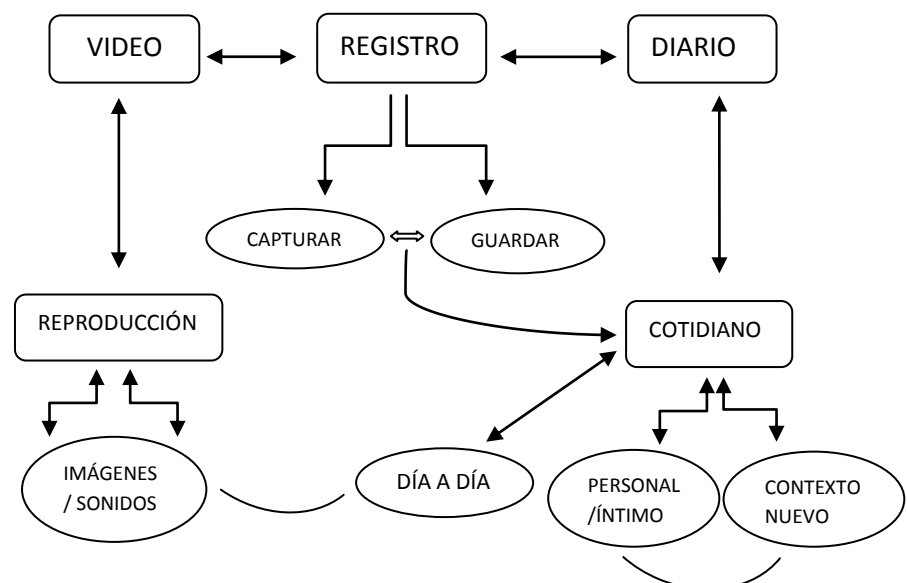 VIDEO
REGISTRO
DIARIO
CAPTURAR
GUARDAR
REPRODUCCIÓN
COTIDIANO
IMÁGENES
/ SONIDOS
DÍA A DÍA
PERSONAL
/ÍNTIMO
CONTEXTO
NUEVO